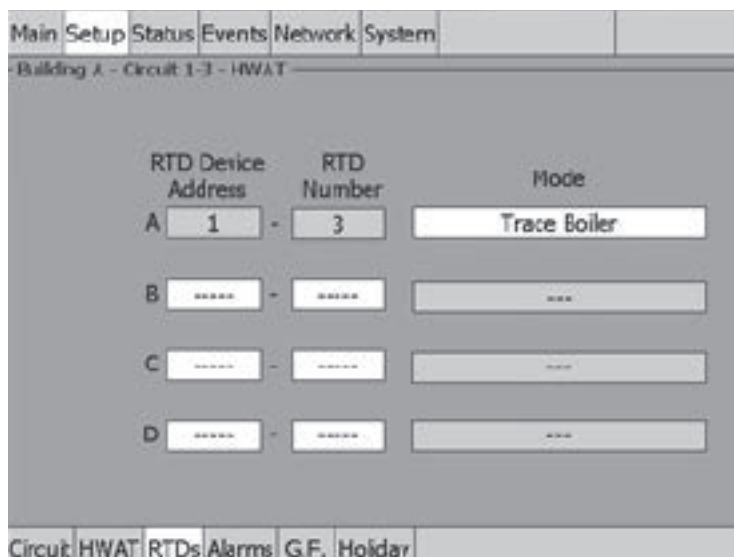 Main Setup Status Events Network System
Building A - Circuit 1-3 - HWAT
RTD Device Address RTD Number Mode
A 1 - 3 Trace Boiler
B ----- - ----- ---
C ----- - ----- ---
D ----- - ----- ---
Circuit HWAT RTDs Alarms G.F. Holiday